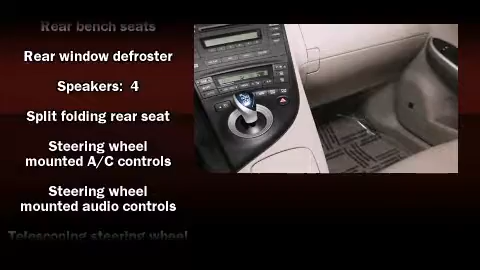 Rear bench seats
Rear window defroster
Speakers: 4
Split folding rear seat
Steering wheel
mounted A/C controls
Steering wheel
mounted audio controls
Telescoping steering wheel